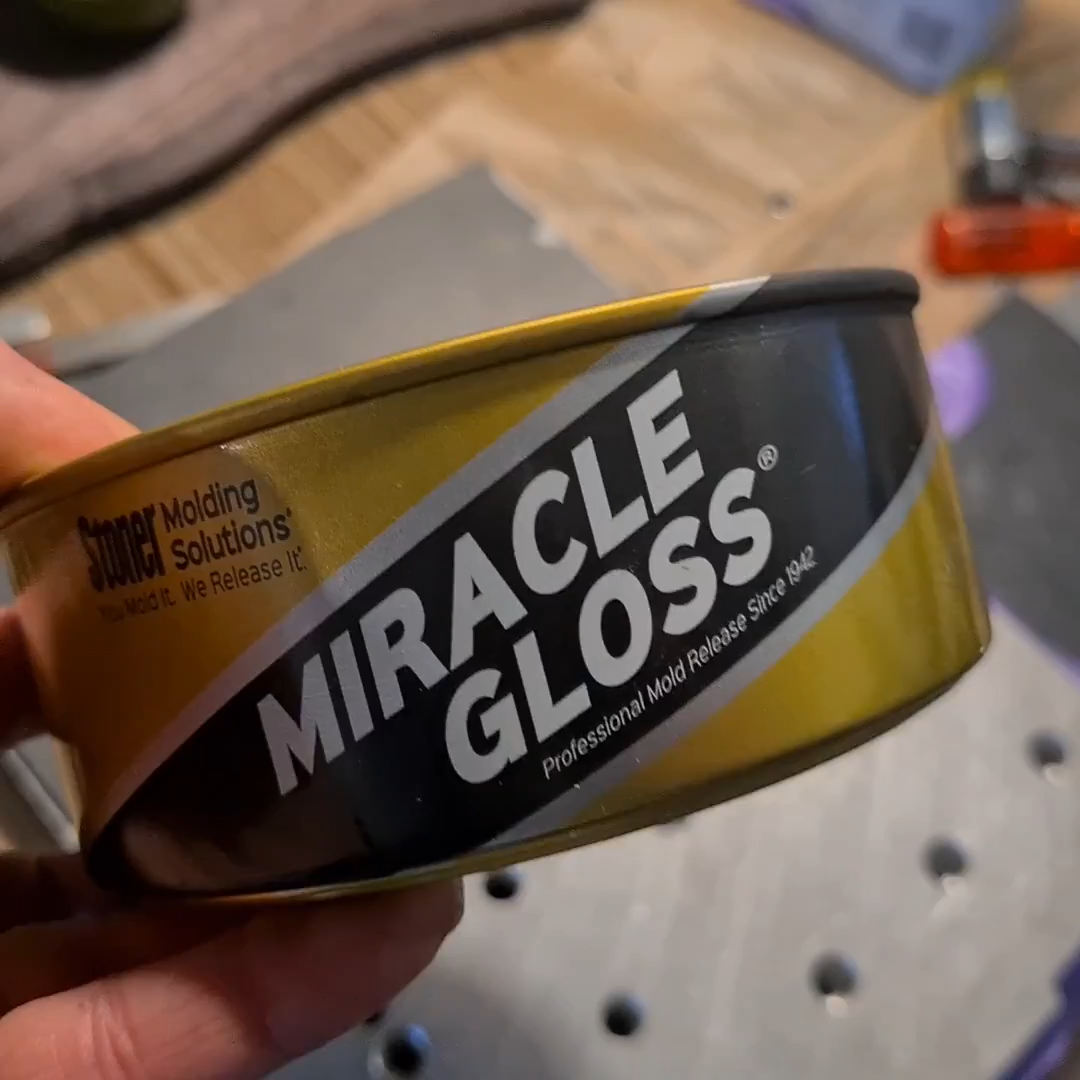 Stoner Molding
Solutions®
You Mold It. We Release It.®
MIRACLE
GLOSS®
Professional Mold Release Since 1942